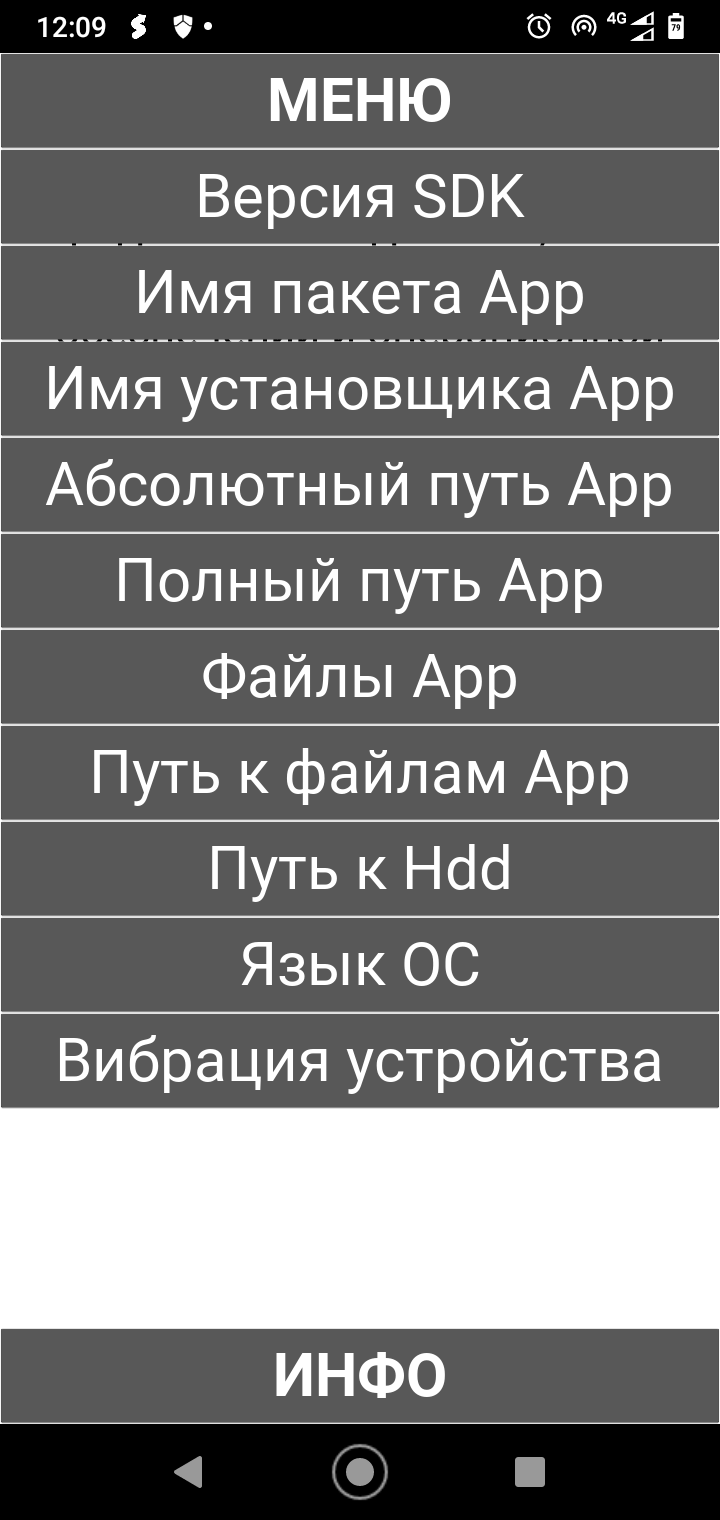 12:09
4G
79
МЕНЮ
Версия SDK
Имя пакета App
Имя установщика App
Абсолютный путь App
Полный путь App
Файлы App
Путь к файлам App
Путь к Hdd
Язык ОС
Вибрация устройства
ИНФО